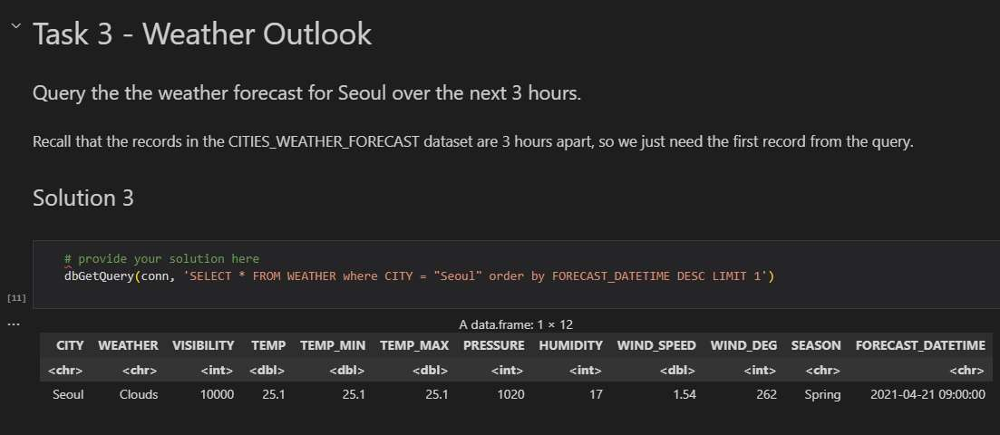 Task 3 - Weather Outlook
Query the the weather forecast for Seoul over the next 3 hours.
Recall that the records in the CITIES_WEATHER_FORECAST dataset are 3 hours apart, so we just need the first record from the query.
Solution 3
# provide your solution here
dbGetQuery(conn, 'SELECT * FROM WEATHER where CITY = "Seoul" order by FORECAST_DATETIME DESC LIMIT 1')
[11]
...
A data.frame: 1 × 12
CITY WEATHER VISIBILITY TEMP TEMP_MIN TEMP_MAX PRESSURE HUMIDITY WIND_SPEED WIND_DEG SEASON FORECAST_DATETIME
<chr> <chr> <int> <dbl> <dbl> <dbl> <int> <int> <dbl> <int> <chr> <chr>
Seoul Clouds 10000 25.1 25.1 25.1 1020 17 1.54 262 Spring 2021-04-21 09:00:00